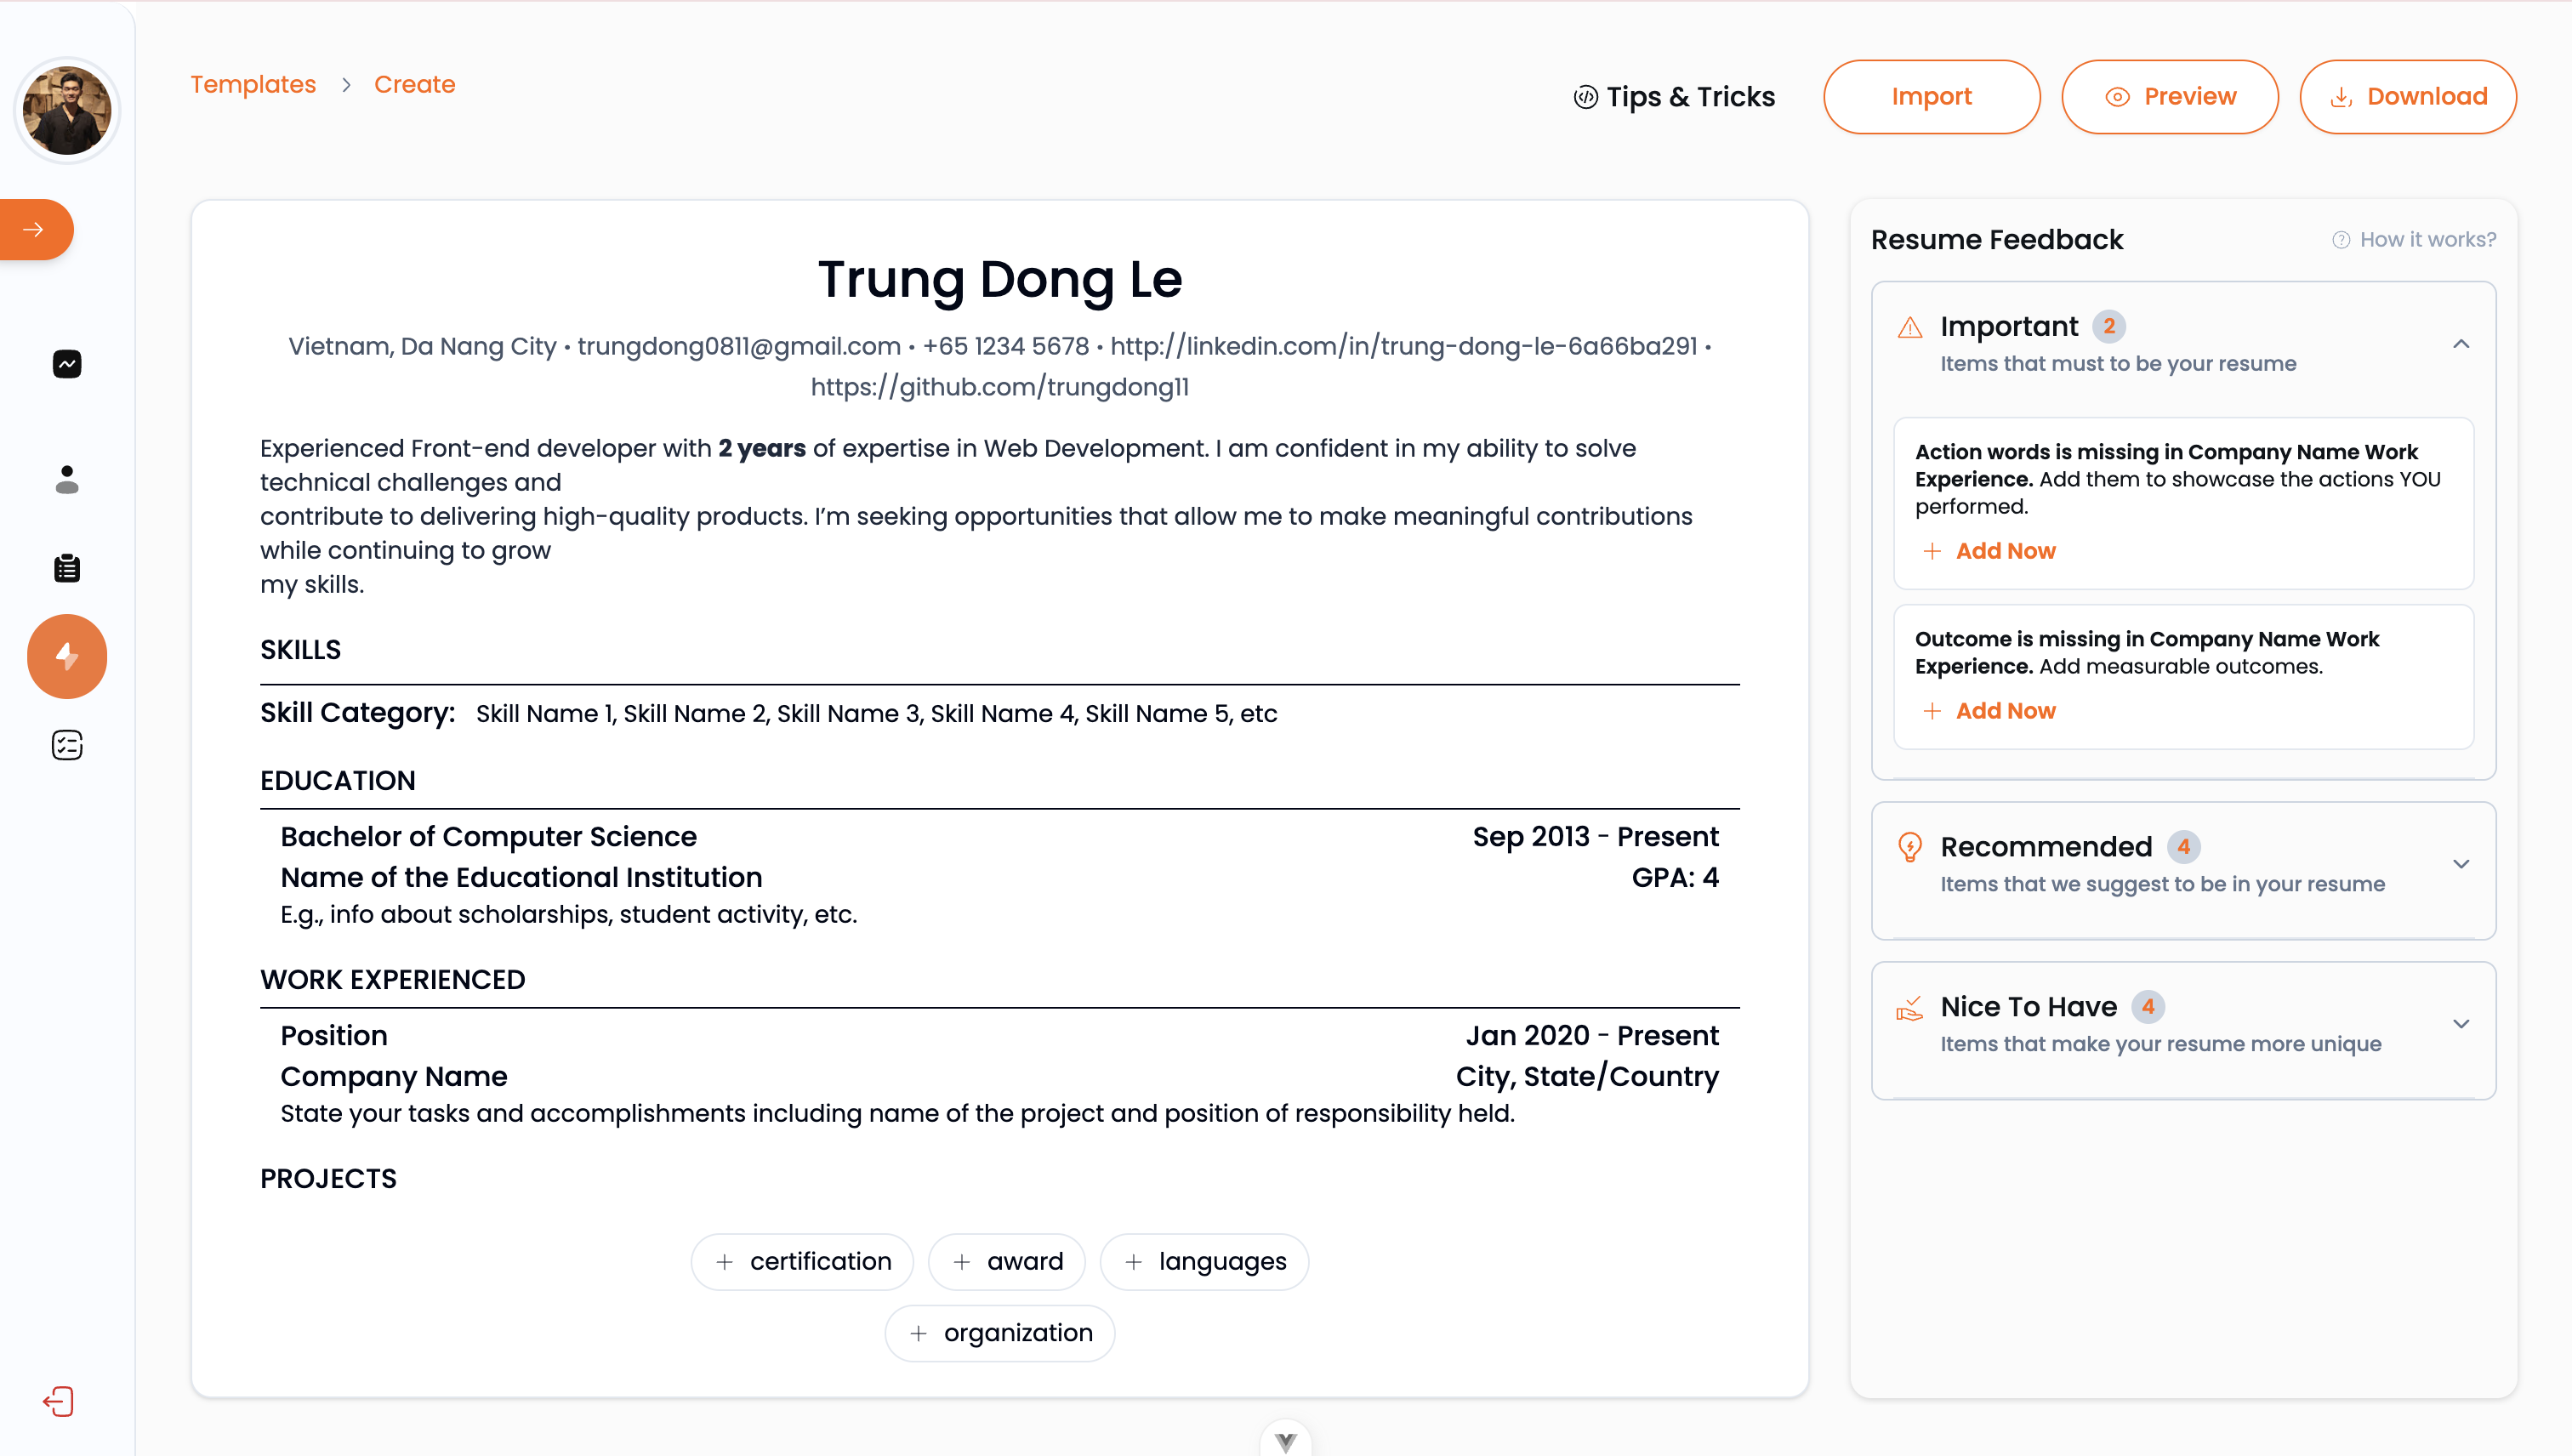 Templates > Create
Tips & Tricks
Import
Preview
Download
Trung Dong Le
Vietnam, Da Nang City • trungdong0811@gmail.com • +65 1234 5678 • http://linkedin.com/in/trung-dong-le-6a66ba291 •
https://github.com/trungdong11
Experienced Front-end developer with 2 years of expertise in Web Development. I am confident in my ability to solve
technical challenges and
contribute to delivering high-quality products. I’m seeking opportunities that allow me to make meaningful contributions
while continuing to grow
my skills.
SKILLS
Skill Category: Skill Name 1, Skill Name 2, Skill Name 3, Skill Name 4, Skill Name 5, etc
EDUCATION
Bachelor of Computer Science Sep 2013 - Present
Name of the Educational Institution GPA: 4
E.g., info about scholarships, student activity, etc.
WORK EXPERIENCED
Position Jan 2020 - Present
Company Name City, State/Country
State your tasks and accomplishments including name of the project and position of responsibility held.
PROJECTS
+ certification
+ award
+ languages
+ organization
Resume Feedback
How it works?
Important 2
Items that must to be your resume
Action words is missing in Company Name Work
Experience. Add them to showcase the actions YOU
performed.
+ Add Now
Outcome is missing in Company Name Work
Experience. Add measurable outcomes.
+ Add Now
Recommended 4
Items that we suggest to be in your resume
Nice To Have 4
Items that make your resume more unique